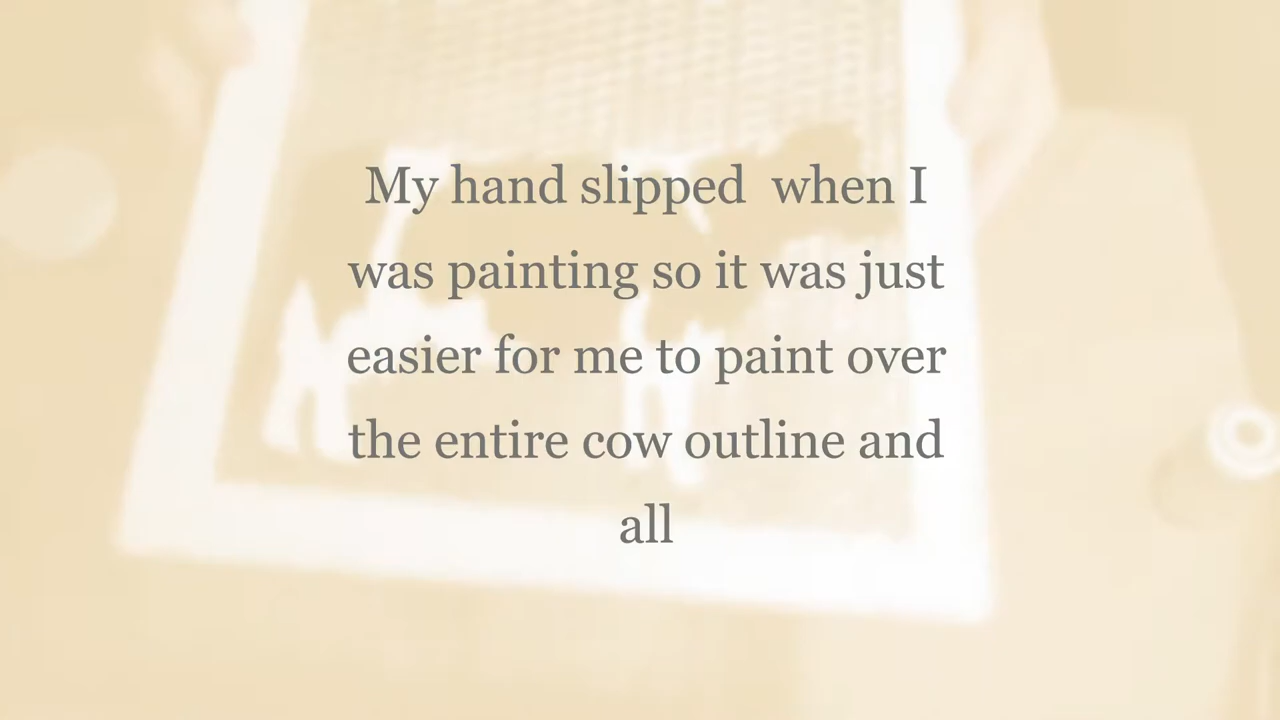 My hand slipped  when I
was painting so it was just
easier for me to paint over
the entire cow outline and
all